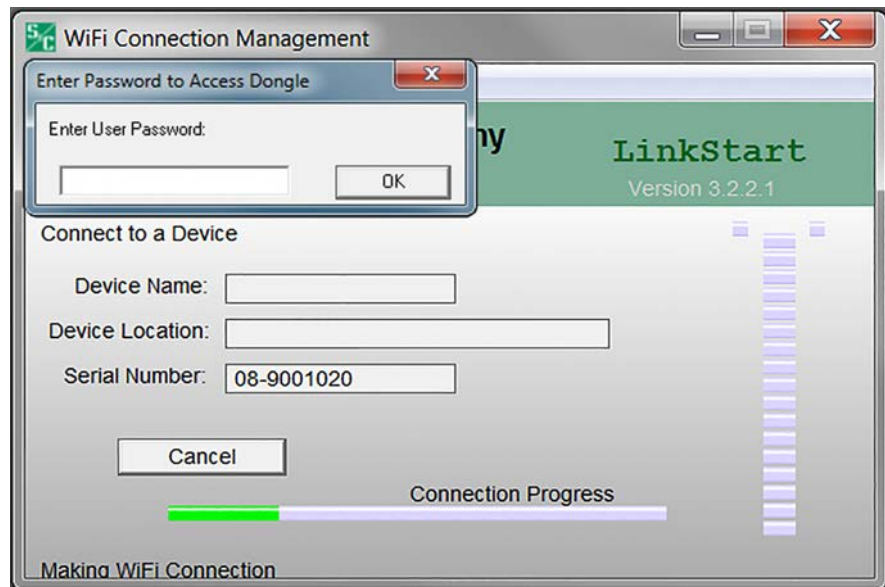 S/C WiFi Connection Management
Enter Password to Access Dongle
Enter User Password:
OK
ny
LinkStart
Version 3.2.2.1
Connect to a Device
Device Name:
Device Location:
Serial Number: 08-9001020
Cancel
Connection Progress
Making WiFi Connection